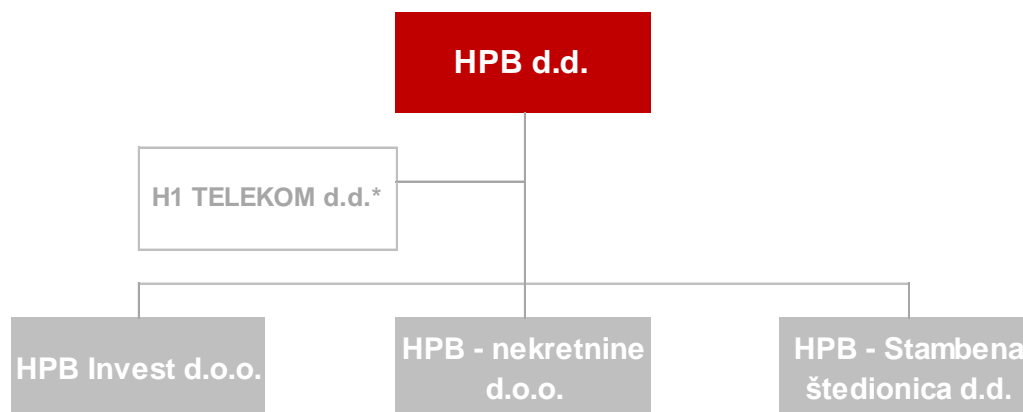 HPB d.d.
H1 TELEKOM d.d.*
HPB Invest d.o.o.
HPB - nekretnine
d.o.o.
HPB - Stambena
štedionica d.d.